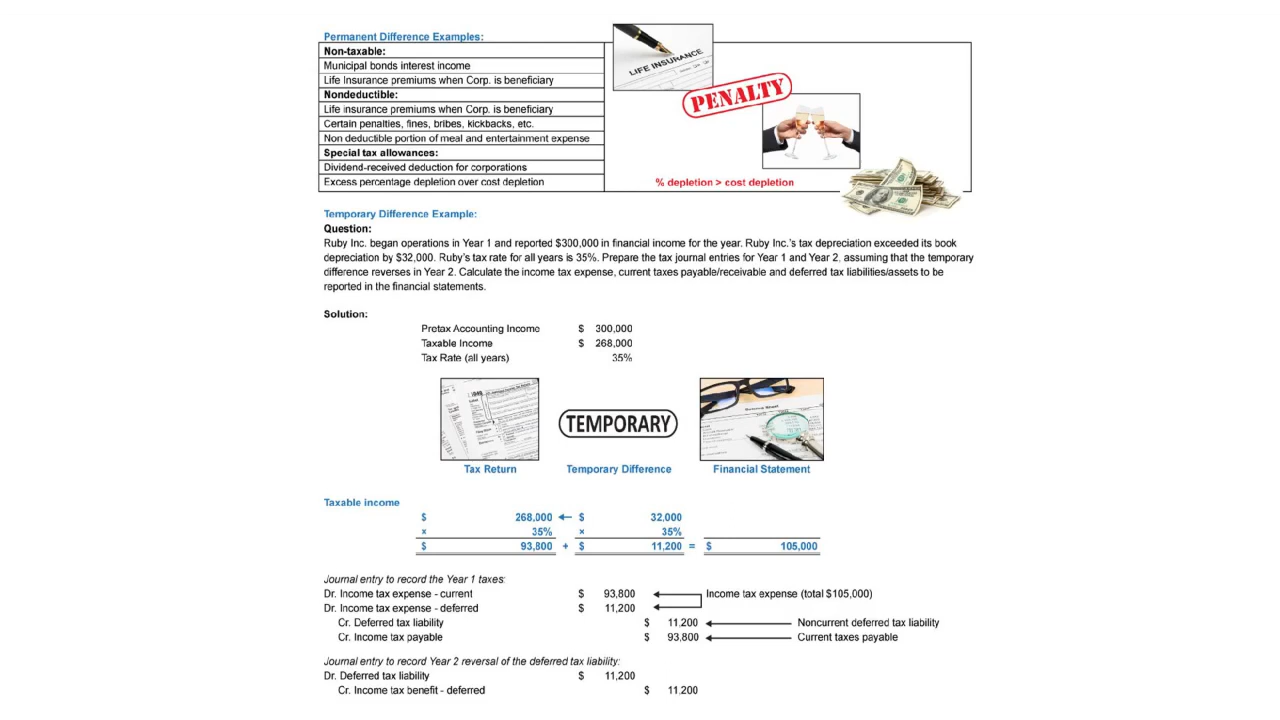 Permanent Difference Examples:
Non-taxable:
Municipal bonds interest income
Life Insurance premiums when Corp. is beneficiary
Nondeductible:
Life insurance premiums when Corp. is beneficiary
Certain penalties, fines, bribes, kickbacks, etc.
Non deductible portion of meal and entertainment expense
Special tax allowances:
Dividend-received deduction for corporations
Excess percentage depletion over cost depletion
LIFE INSURANCE
PENALTY
% depletion > cost depletion
Temporary Difference Example:
Question:
Ruby Inc. began operations in Year 1 and reported $300,000 in financial income for the year. Ruby Inc.'s tax depreciation exceeded its book
depreciation by $32,000. Ruby's tax rate for all years is 35%. Prepare the tax journal entries for Year 1 and Year 2, assuming that the temporary
difference reverses in Year 2. Calculate the income tax expense, current taxes payable/receivable and deferred tax liabilities/assets to be
reported in the financial statements.
Solution:
Pretax Accounting Income $ 300,000
Taxable Income $ 268,000
Tax Rate (all years) 35%
TEMPORARY
Tax Return Temporary Difference Financial Statement
Taxable income
$ 268,000 ← $ 32,000
× 35% × 35%
$ 93,800 + $ 11,200 = $ 105,000
Journal entry to record the Year 1 taxes:
Dr. Income tax expense - current $ 93,800 Income tax expense (total $105,000)
Dr. Income tax expense - deferred $ 11,200
Cr. Deferred tax liability $ 11,200 Noncurrent deferred tax liability
Cr. Income tax payable $ 93,800 Current taxes payable
Journal entry to record Year 2 reversal of the deferred tax liability:
Dr. Deferred tax liability $ 11,200
Cr. Income tax benefit - deferred $ 11,200